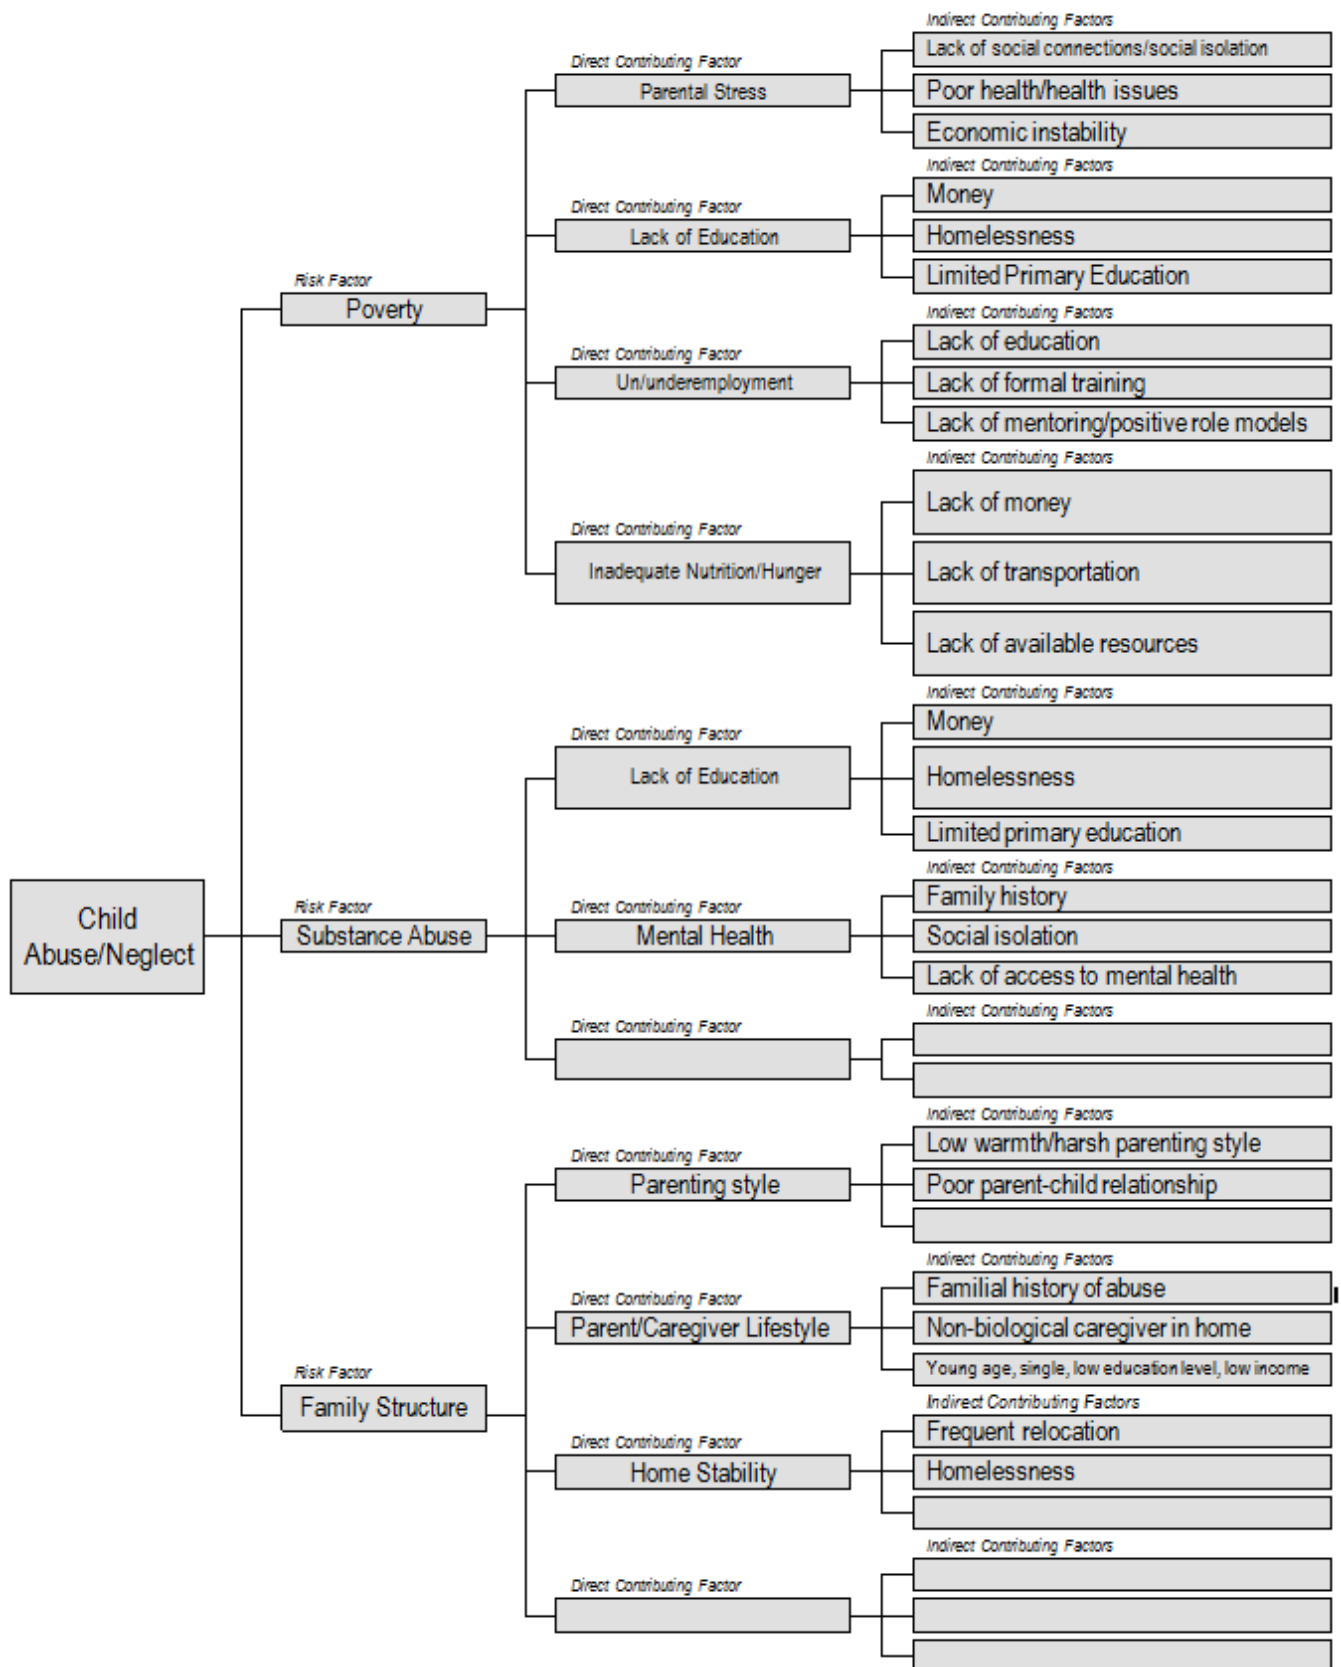 Indirect Contributing Factors
Lack of social connections/social isolation
Direct Contributing Factor
Parental Stress
Poor health/health issues
Economic instability
Indirect Contributing Factors
Money
Direct Contributing Factor
Lack of Education
Homelessness
Limited Primary Education
Risk Factor
Poverty
Indirect Contributing Factors
Lack of education
Direct Contributing Factor
Un/underemployment
Lack of formal training
Lack of mentoring/positive role models
Indirect Contributing Factors
Lack of money
Direct Contributing Factor
Inadequate Nutrition/Hunger
Lack of transportation
Lack of available resources
Indirect Contributing Factors
Money
Direct Contributing Factor
Lack of Education
Homelessness
Limited primary education
Child
Abuse/Neglect
Risk Factor
Substance Abuse
Indirect Contributing Factors
Family history
Direct Contributing Factor
Mental Health
Social isolation
Lack of access to mental health
Indirect Contributing Factors
Direct Contributing Factor
Indirect Contributing Factors
Low warmth/harsh parenting style
Direct Contributing Factor
Parenting style
Poor parent-child relationship
Indirect Contributing Factors
Familial history of abuse
Direct Contributing Factor
Parent/Caregiver Lifestyle
Non-biological caregiver in home
Young age, single, low education level, low income
Risk Factor
Family Structure
Indirect Contributing Factors
Frequent relocation
Direct Contributing Factor
Home Stability
Homelessness
Indirect Contributing Factors
Direct Contributing Factor